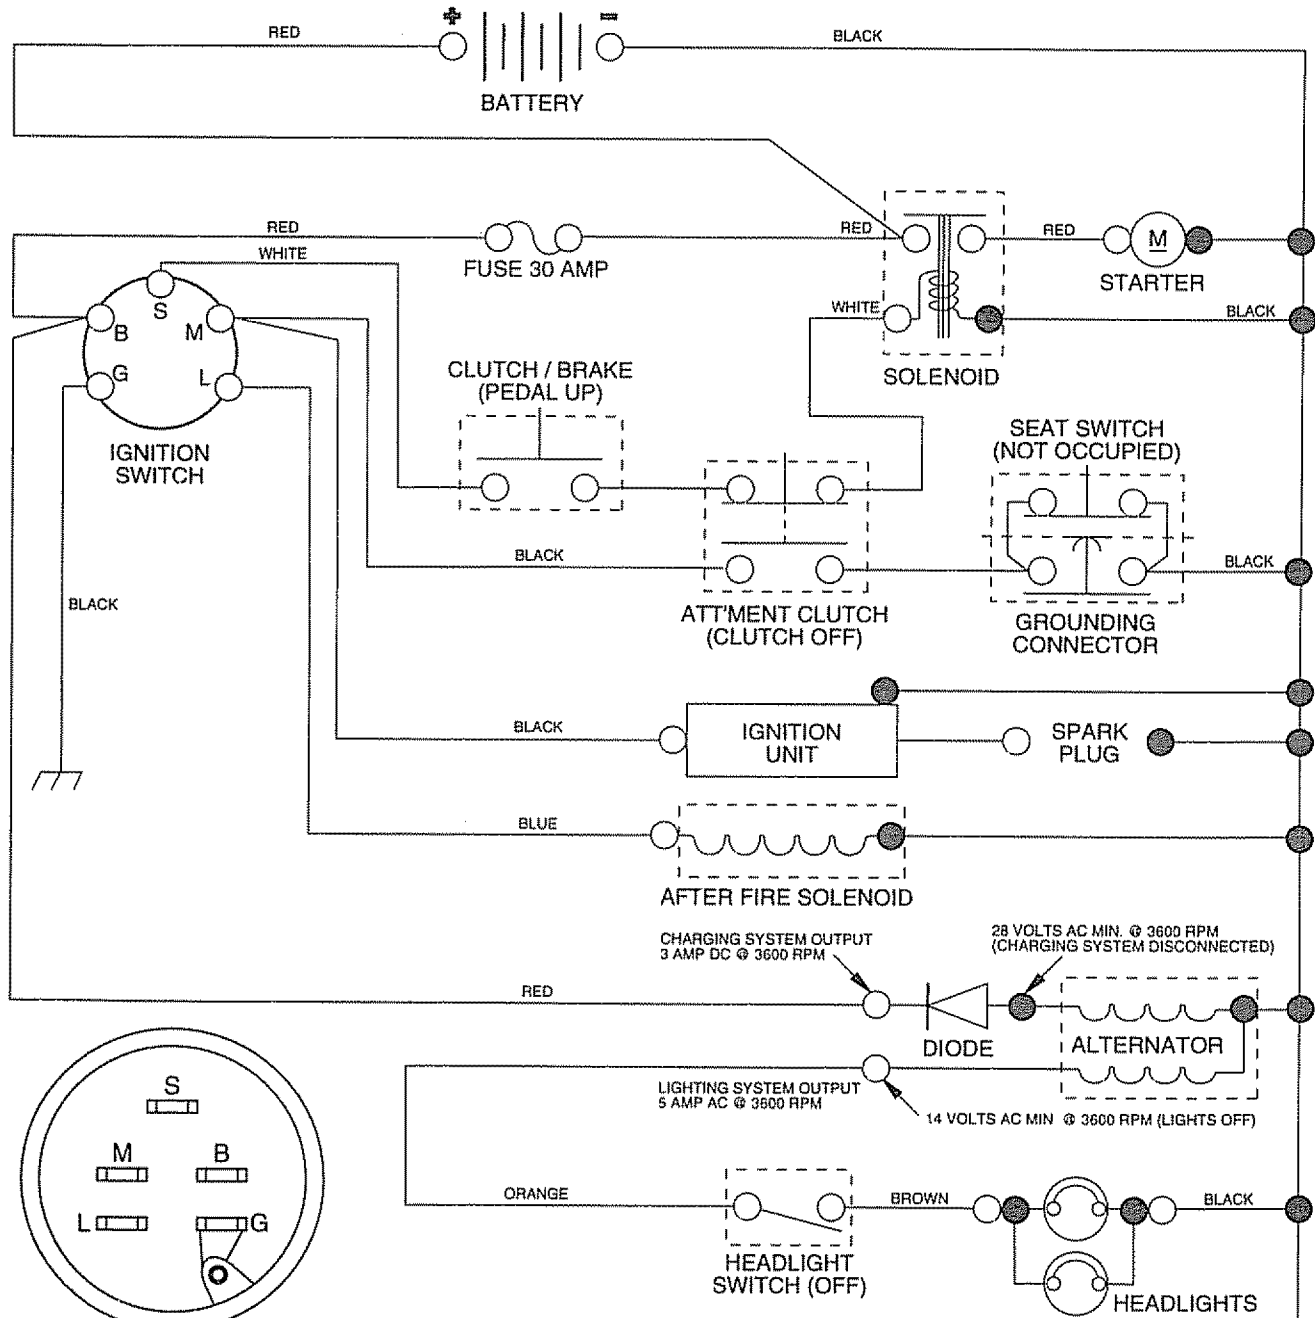 +
−
RED
BLACK
BATTERY
RED
RED
RED
WHITE
FUSE 30 AMP
M
STARTER
S
B
M
G
L
WHITE
BLACK
SOLENOID
CLUTCH / BRAKE
(PEDAL UP)
IGNITION
SWITCH
SEAT SWITCH
(NOT OCCUPIED)
BLACK
BLACK
BLACK
ATT'MENT CLUTCH
(CLUTCH OFF)
GROUNDING
CONNECTOR
BLACK
IGNITION
UNIT
SPARK
PLUG
BLUE
AFTER FIRE SOLENOID
CHARGING SYSTEM OUTPUT
3 AMP DC @ 3600 RPM
28 VOLTS AC MIN. @ 3600 RPM
(CHARGING SYSTEM DISCONNECTED)
RED
DIODE
ALTERNATOR
LIGHTING SYSTEM OUTPUT
5 AMP AC @ 3600 RPM
14 VOLTS AC MIN @ 3600 RPM (LIGHTS OFF)
S
M
B
L
G
ORANGE
BROWN
BLACK
HEADLIGHT
SWITCH (OFF)
HEADLIGHTS